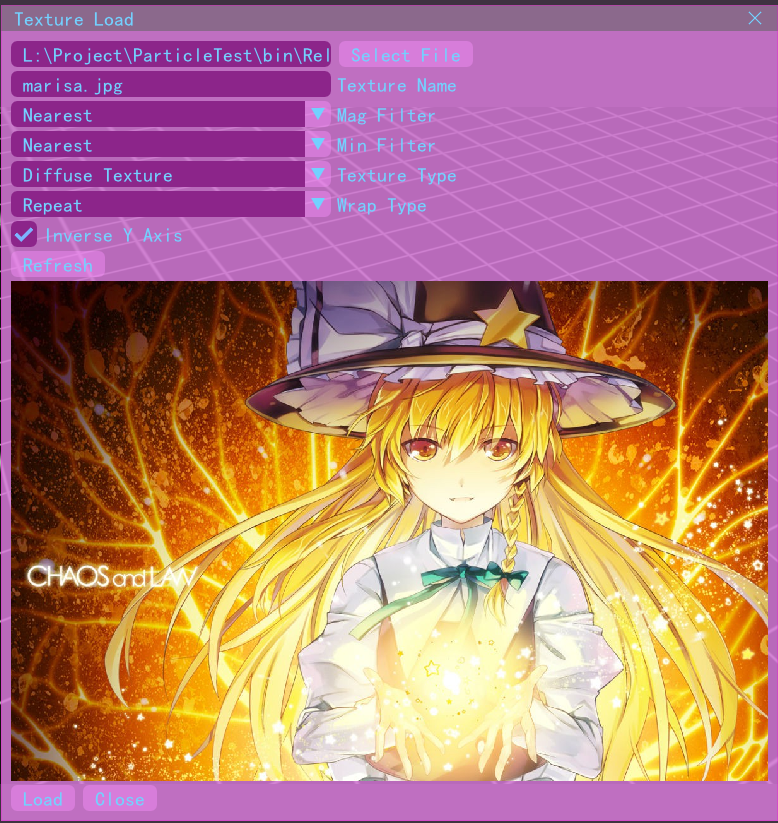 Texture Load
L:\Project\ParticleTest\bin\Rel Select File
marisa.jpg Texture Name
Nearest Mag Filter
Nearest Min Filter
Diffuse Texture Texture Type
Repeat Wrap Type
Inverse Y Axis
Refresh
CHAOS and LAW
Load Close